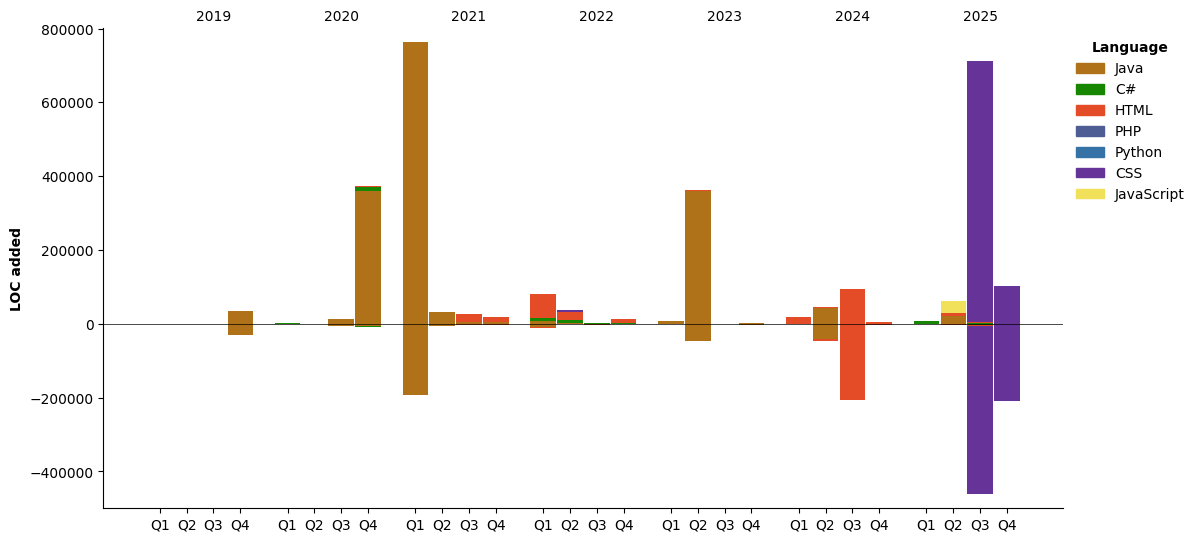 2019 2020 2021 2022 2023 2024 2025
800000
600000
400000
200000
0
−200000
−400000
LOC added
Q1 Q2 Q3 Q4 Q1 Q2 Q3 Q4 Q1 Q2 Q3 Q4 Q1 Q2 Q3 Q4 Q1 Q2 Q3 Q4 Q1 Q2 Q3 Q4 Q1 Q2 Q3 Q4
Language
Java
C#
HTML
PHP
Python
CSS
JavaScript